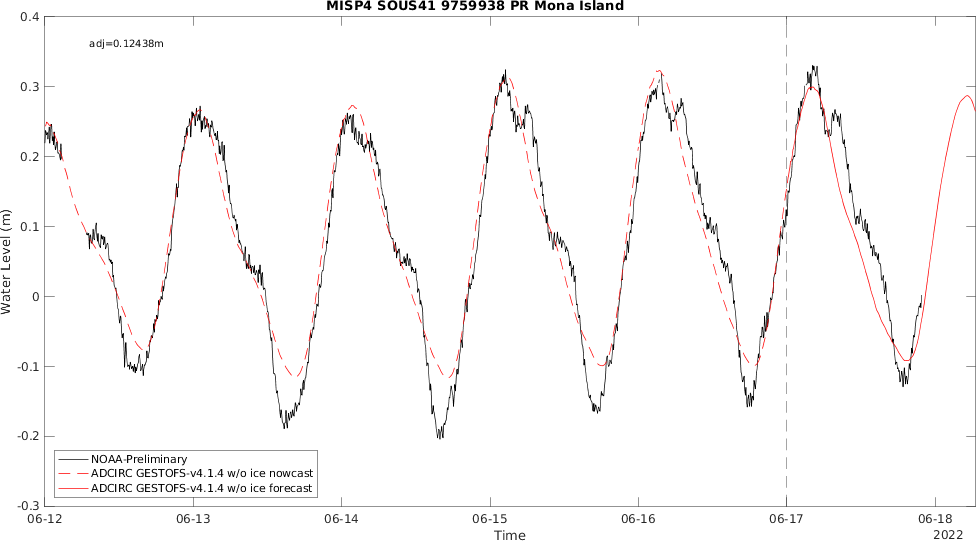 MISP4 SOUS41 9759938 PR Mona Island
adj=0.12438m
0.4
0.3
0.2
0.1
0
-0.1
-0.2
-0.3
Water Level (m)
NOAA-Preliminary
ADCIRC GESTOFS-v4.1.4 w/o ice nowcast
ADCIRC GESTOFS-v4.1.4 w/o ice forecast
06-12 06-13 06-14 06-15 06-16 06-17 06-18
Time
2022